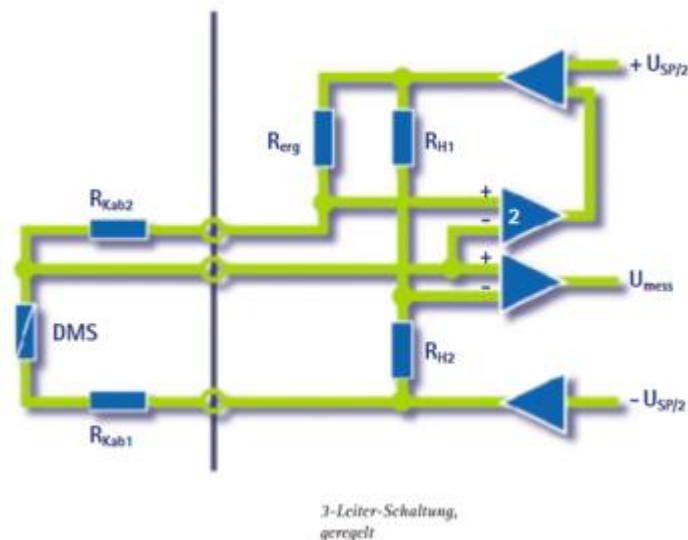 + U_SP/2
R_erg
R_H1
R_Kab2
+
-
2
+
-
U_mess
DMS
R_H2
R_Kab1
- U_SP/2
3-Leiter-Schaltung,
geregelt